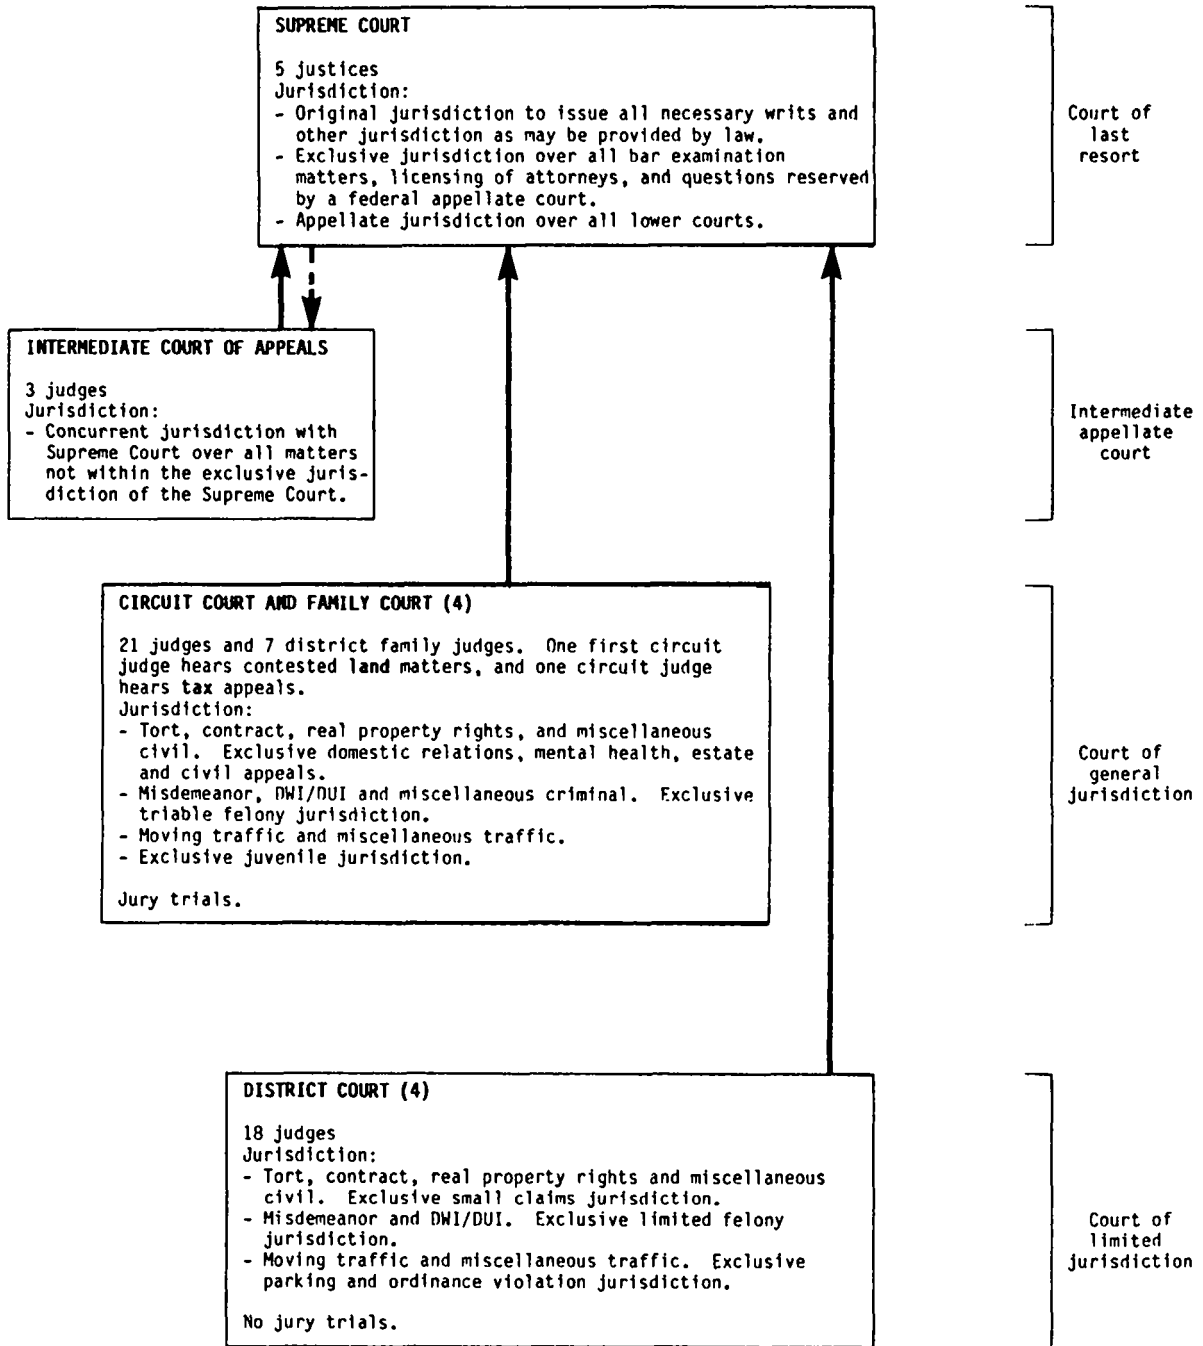 SUPREME COURT
5 justices
Jurisdiction:
- Original jurisdiction to issue all necessary writs and
other jurisdiction as may be provided by law.
- Exclusive jurisdiction over all bar examination
matters, licensing of attorneys, and questions reserved
by a federal appellate court.
- Appellate jurisdiction over all lower courts.
Court of
last
resort
INTERMEDIATE COURT OF APPEALS
3 judges
Jurisdiction:
- Concurrent jurisdiction with
Supreme Court over all matters
not within the exclusive juris-
diction of the Supreme Court.
Intermediate
appellate
court
CIRCUIT COURT AND FAMILY COURT (4)
21 judges and 7 district family judges. One first circuit
judge hears contested land matters, and one circuit judge
hears tax appeals.
Jurisdiction:
- Tort, contract, real property rights, and miscellaneous
civil. Exclusive domestic relations, mental health, estate
and civil appeals.
- Misdemeanor, DWI/DUI and miscellaneous criminal. Exclusive
triable felony jurisdiction.
- Moving traffic and miscellaneous traffic.
- Exclusive juvenile jurisdiction.
Jury trials.
Court of
general
jurisdiction
DISTRICT COURT (4)
18 judges
Jurisdiction:
- Tort, contract, real property rights and miscellaneous
civil. Exclusive small claims jurisdiction.
- Misdemeanor and DWI/DUI. Exclusive limited felony
jurisdiction.
- Moving traffic and miscellaneous traffic. Exclusive
parking and ordinance violation jurisdiction.
No jury trials.
Court of
limited
jurisdiction